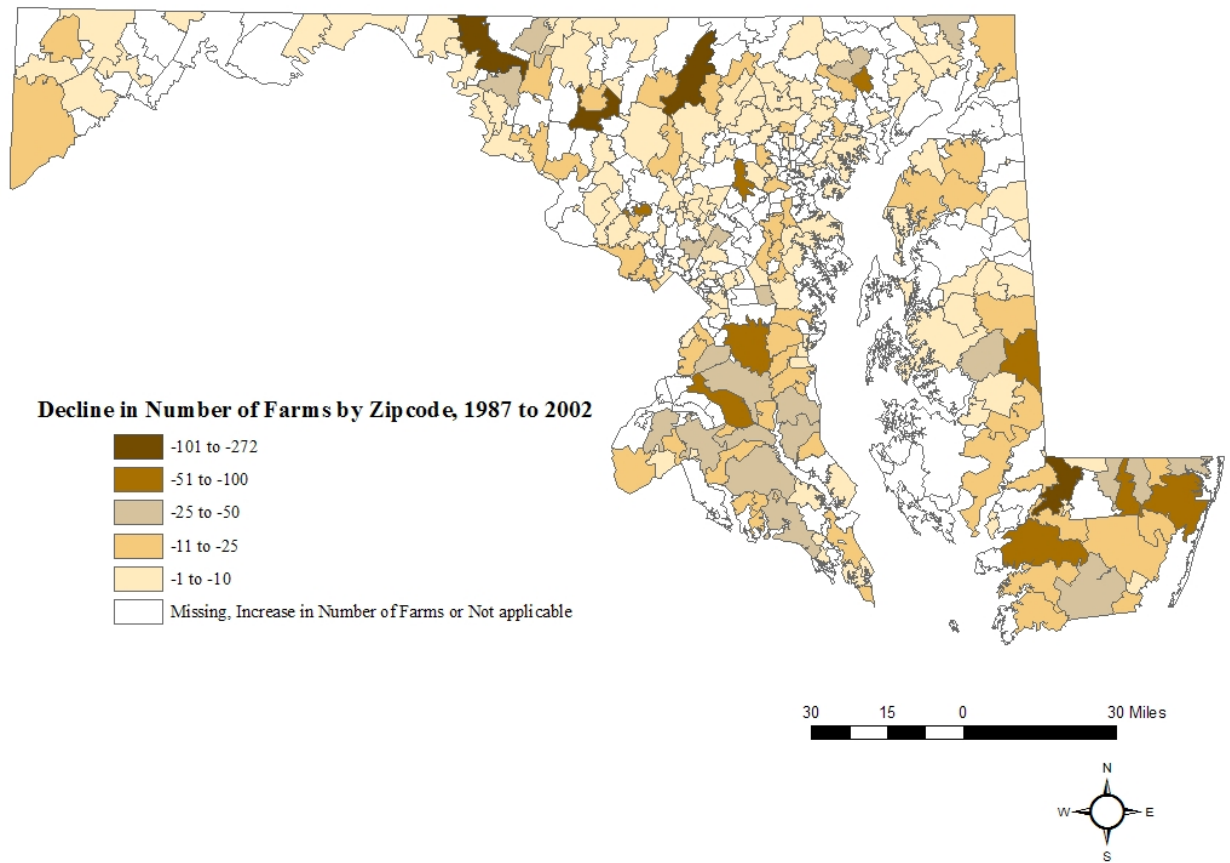 Decline in Number of Farms by Zipcode, 1987 to 2002
-101 to -272
-51 to -100
-25 to -50
-11 to -25
-1 to -10
Missing, Increase in Number of Farms or Not applicable
30 15 0 30 Miles
N
W E
S